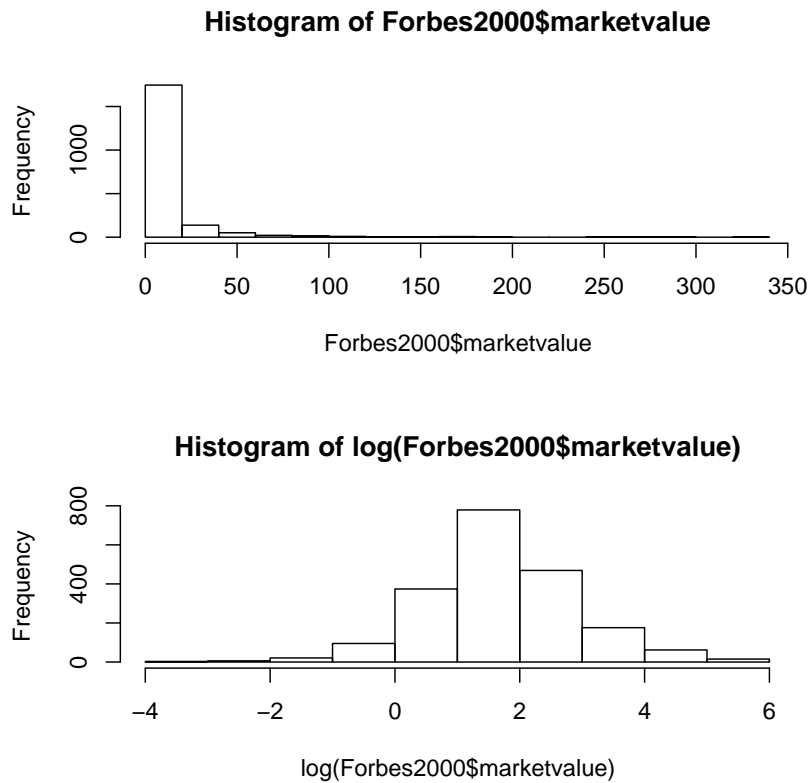 Histogram of Forbes2000$marketvalue
Frequency
0 1000
0 50 100 150 200 250 300 350
Forbes2000$marketvalue
Histogram of log(Forbes2000$marketvalue)
Frequency
0 400 800
−4 −2 0 2 4 6
log(Forbes2000$marketvalue)